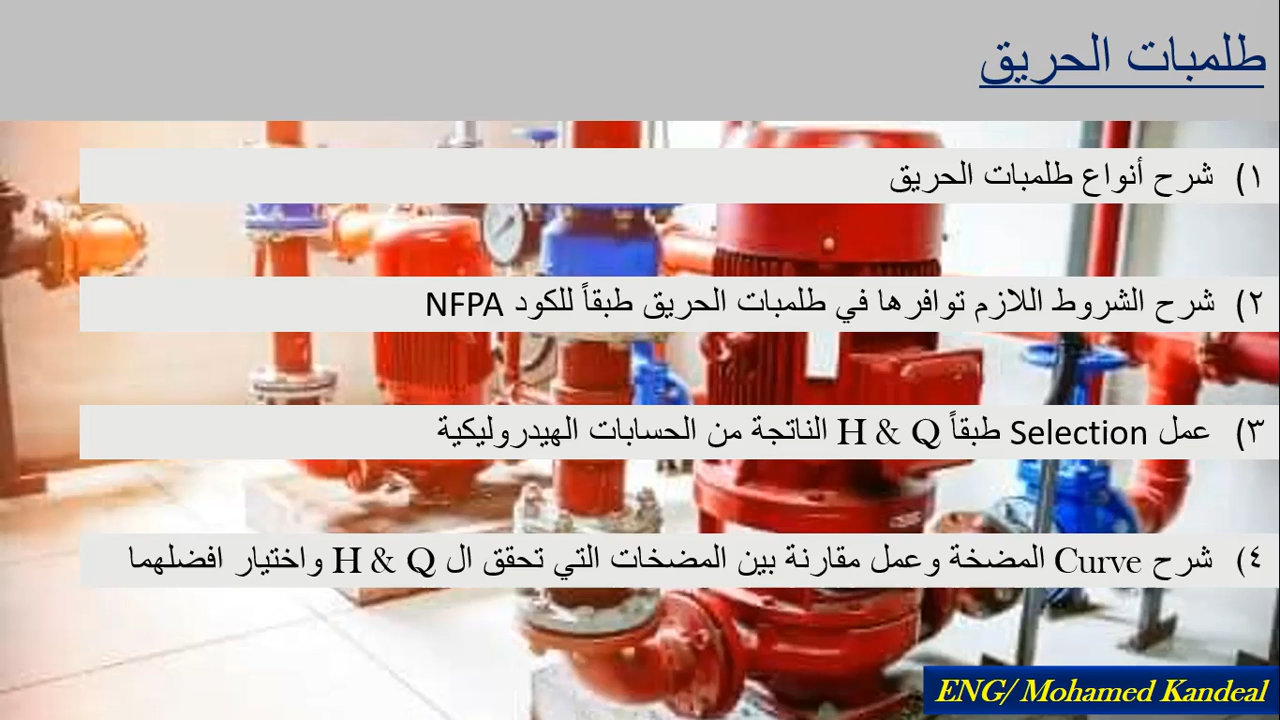 طلمبات الحريق
١) شرح أنواع طلمبات الحريق
٢) شرح الشروط اللازم توافرها في طلمبات الحريق طبقاً للكود NFPA
٣) عمل Selection طبقاً H & Q الناتجة من الحسابات الهيدروليكية
٤) شرح Curve المضخة وعمل مقارنة بين المضخات التي تحقق ال H & Q واختيار افضلهما
ENG/ Mohamed Kandeal